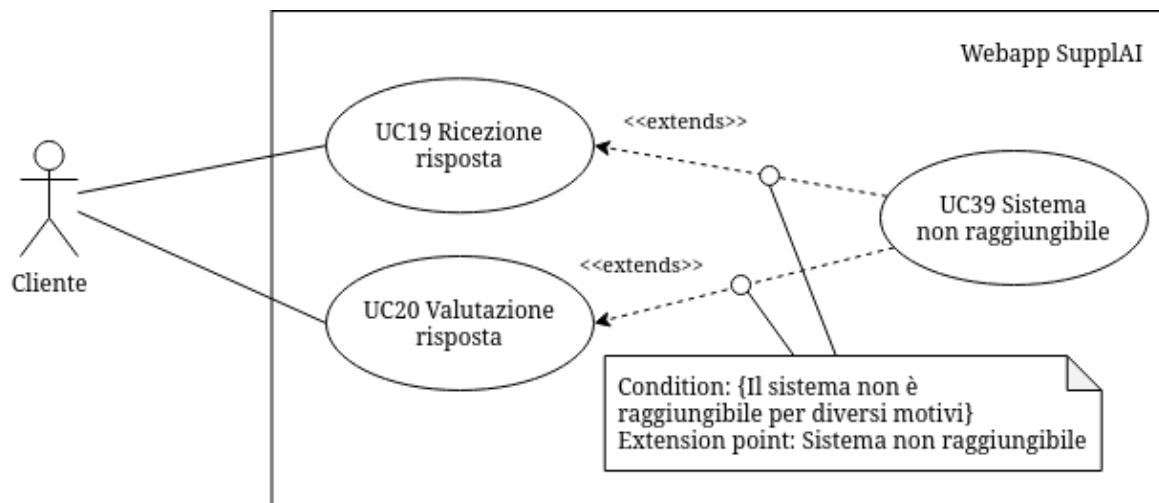 Webapp SupplAI
UC19 Ricezione
risposta
<<extends>>
UC39 Sistema
non raggiungibile
Cliente
<<extends>>
UC20 Valutazione
risposta
Condition: {Il sistema non è
raggiungibile per diversi motivi}
Extension point: Sistema non raggiungibile